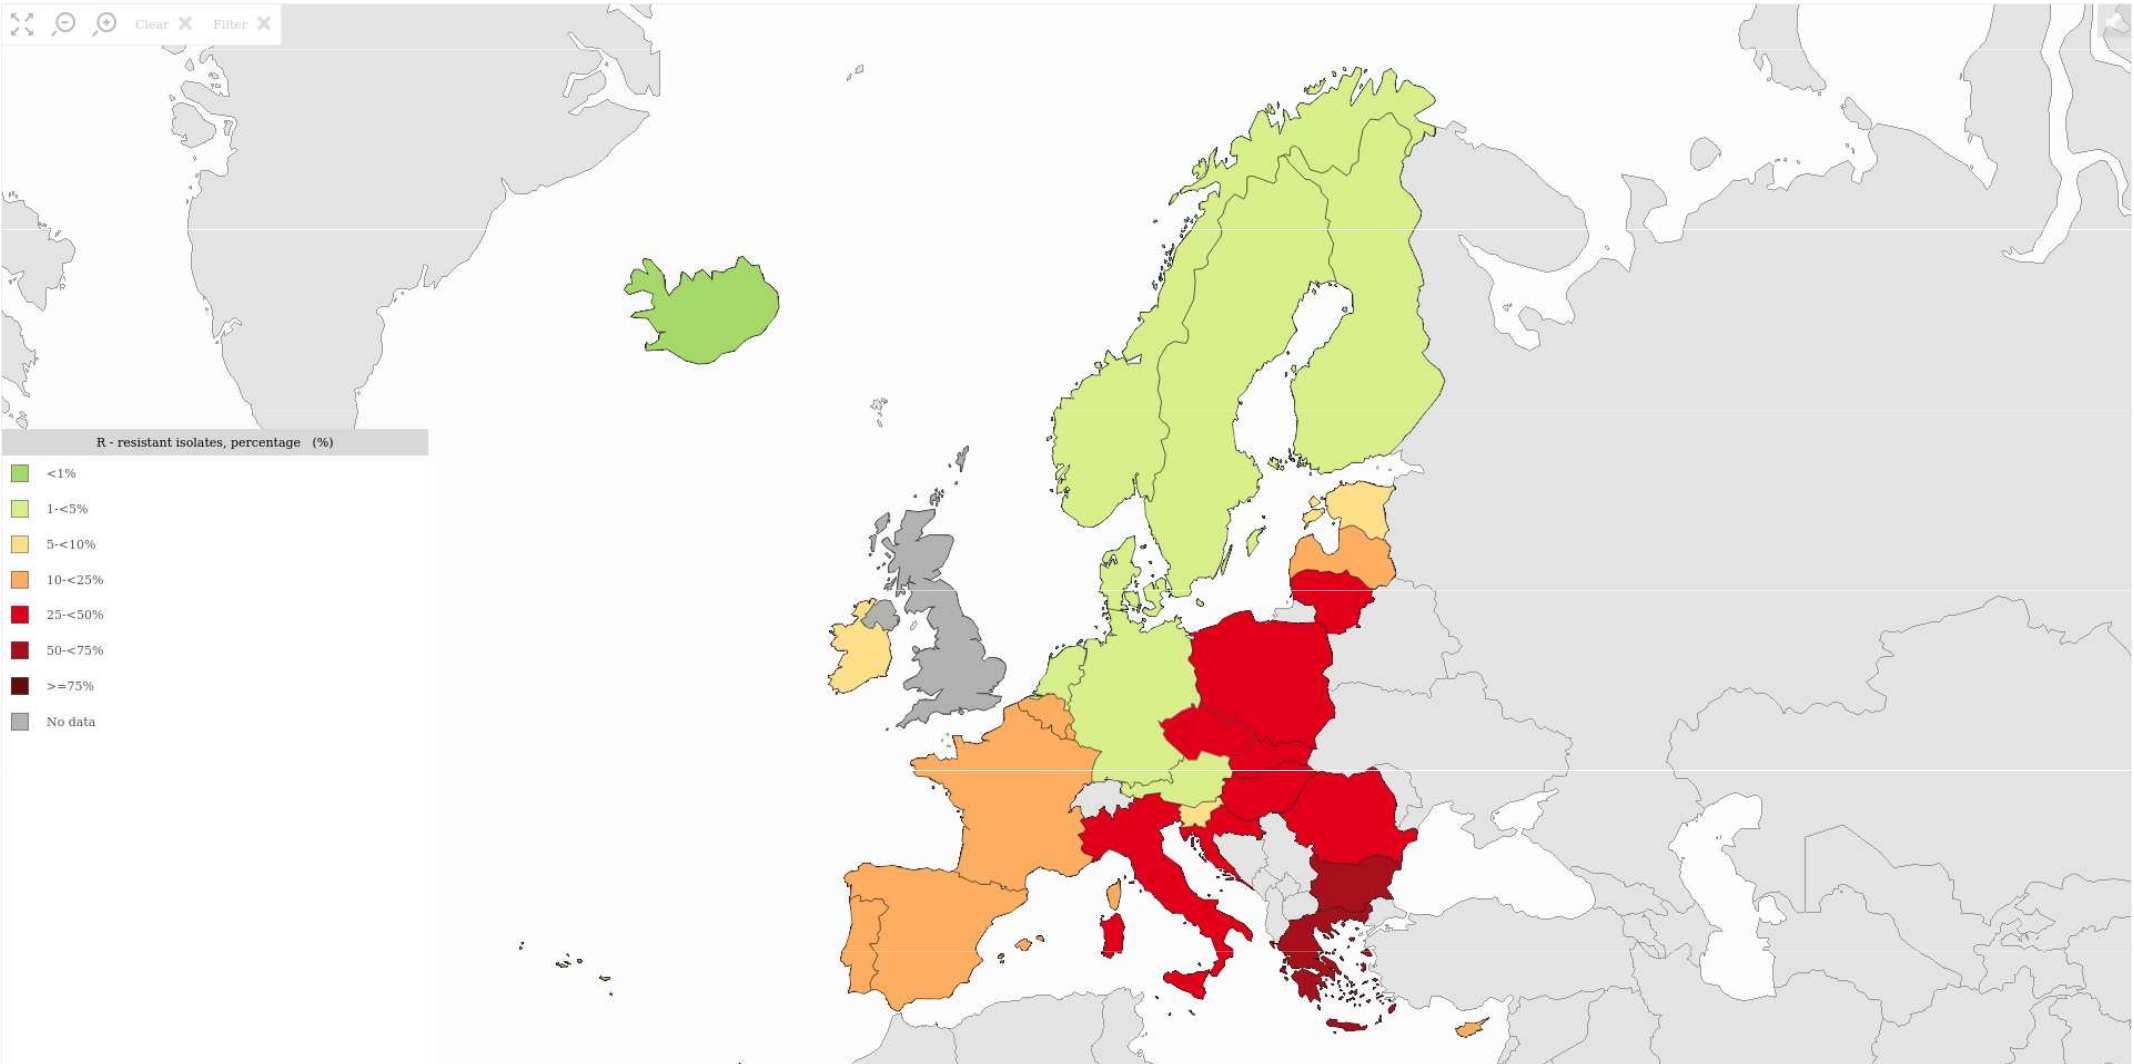 Clear
Filter
R - resistant isolates, percentage (%)
<1%
1-<5%
5-<10%
10-<25%
25-<50%
50-<75%
>=75%
No data